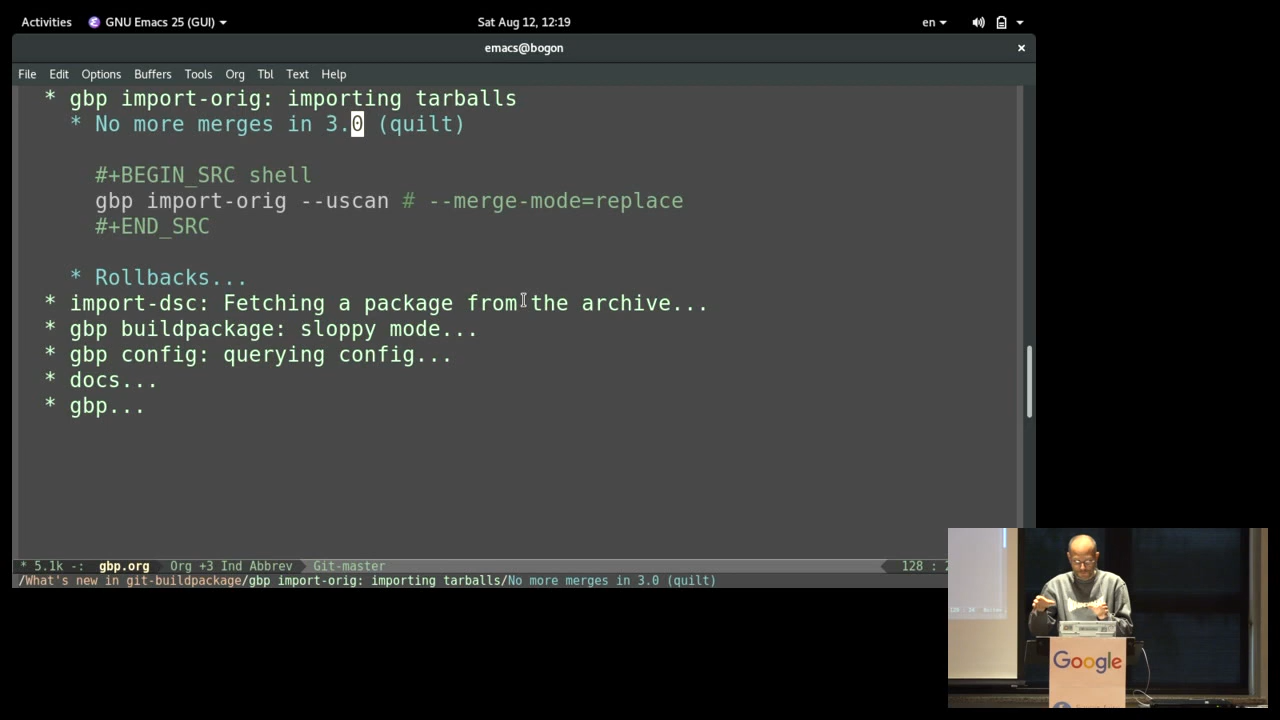 Activities GNU Emacs 25 (GUI) Sat Aug 12, 12:19 en
emacs@bogon ×
File Edit Options Buffers Tools Org Tbl Text Help
* gbp import-orig: importing tarballs
* No more merges in 3.0 (quilt)
#+BEGIN_SRC shell
gbp import-orig --uscan # --merge-mode=replace
#+END_SRC
* Rollbacks...
* import-dsc: Fetching a package from the archive...
* gbp buildpackage: sloppy mode...
* gbp config: querying config...
* docs...
* gbp...
* 5.1k -: gbp.org Org +3 Ind Abbrev Git-master 128 :
/What's new in git-buildpackage/gbp import-orig: importing tarballs/No more merges in 3.0 (quilt)
Google